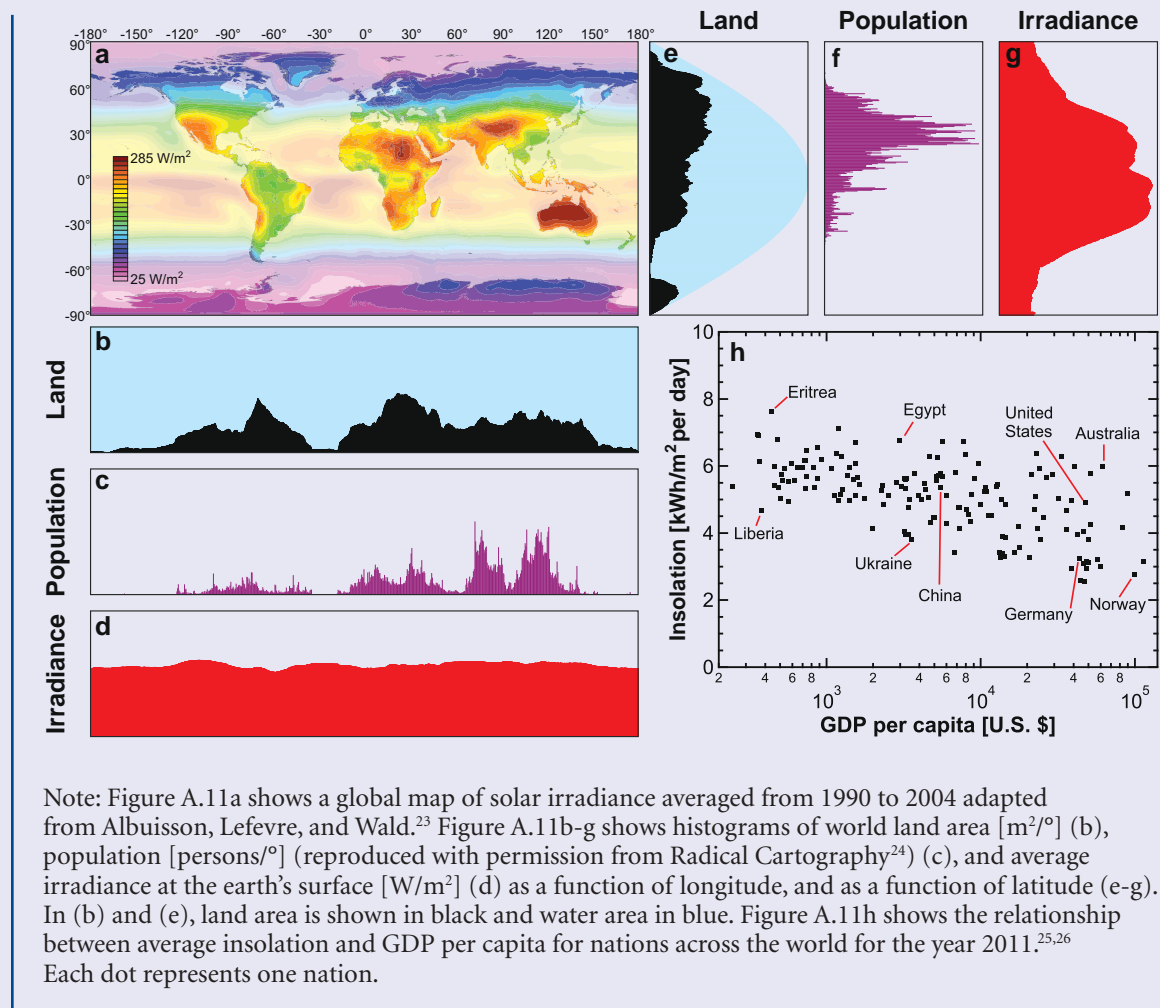 Land Population Irradiance
-180° -150° -120° -90° -60° -30° 0° 30° 60° 90° 120° 150° 180°
90°
60°
30°
0°
-30°
-60°
-90°
a
285 W/m²
25 W/m²
e
f
g
Land
b
Population
c
Irradiance
d
h
Insolation [kWh/m² per day]
10
8
6
4
2
0
Eritrea
Egypt
United
States
Australia
Liberia
Ukraine
China
Germany
Norway
2 4 6 8 2 4 6 8 2 4 6 8
10³ 10⁴ 10⁵
GDP per capita [U.S. $]
Note: Figure A.11a shows a global map of solar irradiance averaged from 1990 to 2004 adapted
from Albuisson, Lefevre, and Wald.²³ Figure A.11b-g shows histograms of world land area [m²/°] (b),
population [persons/°] (reproduced with permission from Radical Cartography²⁴) (c), and average
irradiance at the earth’s surface [W/m²] (d) as a function of longitude, and as a function of latitude (e-g).
In (b) and (e), land area is shown in black and water area in blue. Figure A.11h shows the relationship
between average insolation and GDP per capita for nations across the world for the year 2011.²⁵,²⁶
Each dot represents one nation.